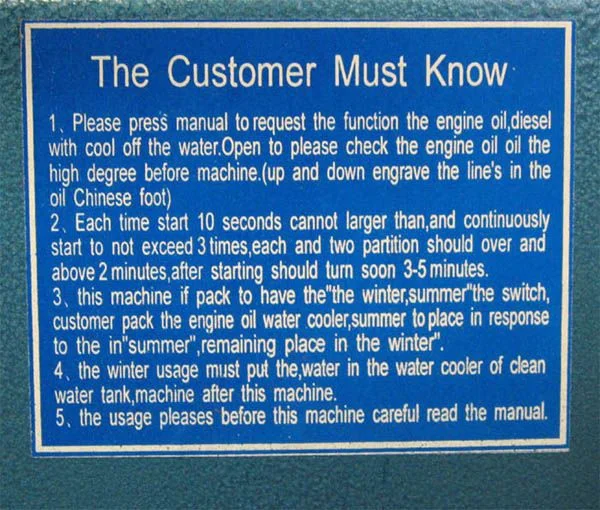 The Customer Must Know
1、Please press manual to request the function the engine oil,diesel
with cool off the water.Open to please check the engine oil oil the
high degree before machine.(up and down engrave the line's in the
oil Chinese foot)
2、Each time start 10 seconds cannot larger than,and continuously
start to not exceed 3 times,each and two partition should over and
above 2 minutes,after starting should turn soon 3-5 minutes.
3、this machine if pack to have the"the winter,summer"the switch,
customer pack the engine oil water cooler,summer to place in response
to the in"summer",remaining place in the winter".
4、the winter usage must put the,water in the water cooler of clean
water tank,machine after this machine.
5、the usage pleases before this machine careful read the manual.